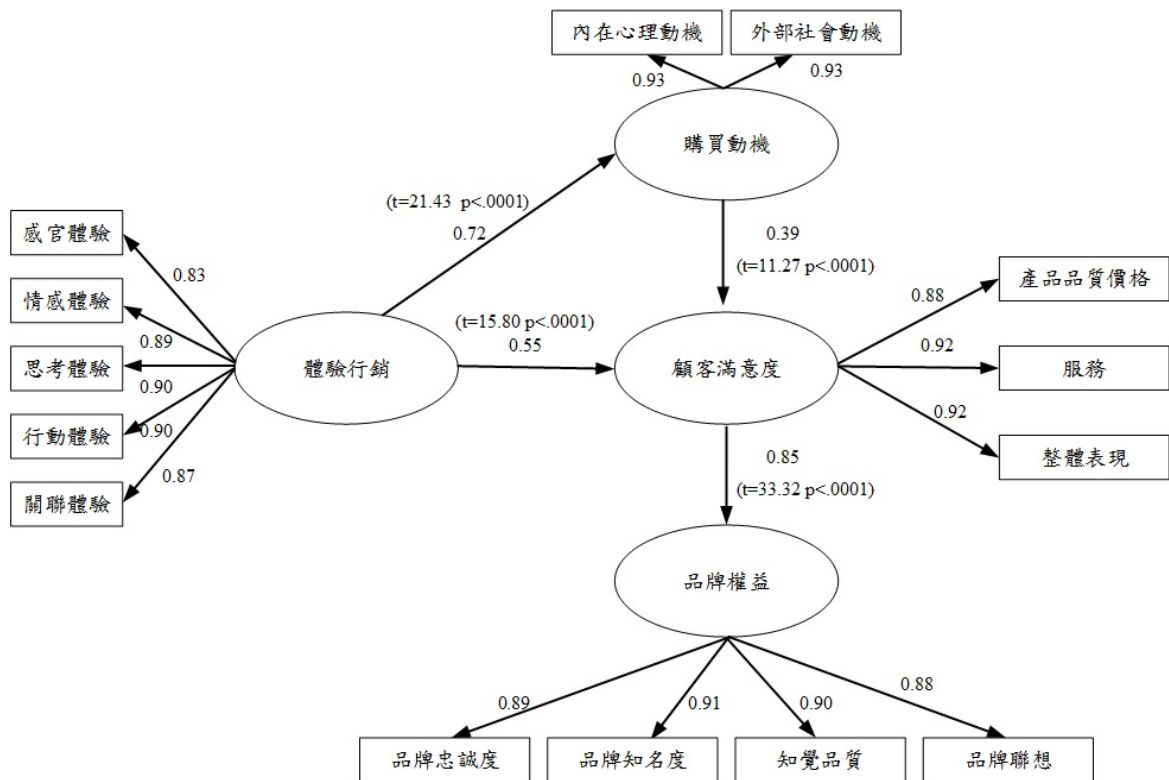 內在心理動機
外部社會動機
0.93
0.93
購買動機
(t=21.43 p<.0001)
0.72
0.39
(t=11.27 p<.0001)
感官體驗
情感體驗
思考體驗
行動體驗
關聯體驗
0.83
0.89
0.90
0.90
0.87
體驗行銷
(t=15.80 p<.0001)
0.55
顧客滿意度
0.88
0.92
0.92
產品品質價格
服務
整體表現
0.85
(t=33.32 p<.0001)
品牌權益
0.89
0.91
0.90
0.88
品牌忠誠度
品牌知名度
知覺品質
品牌聯想